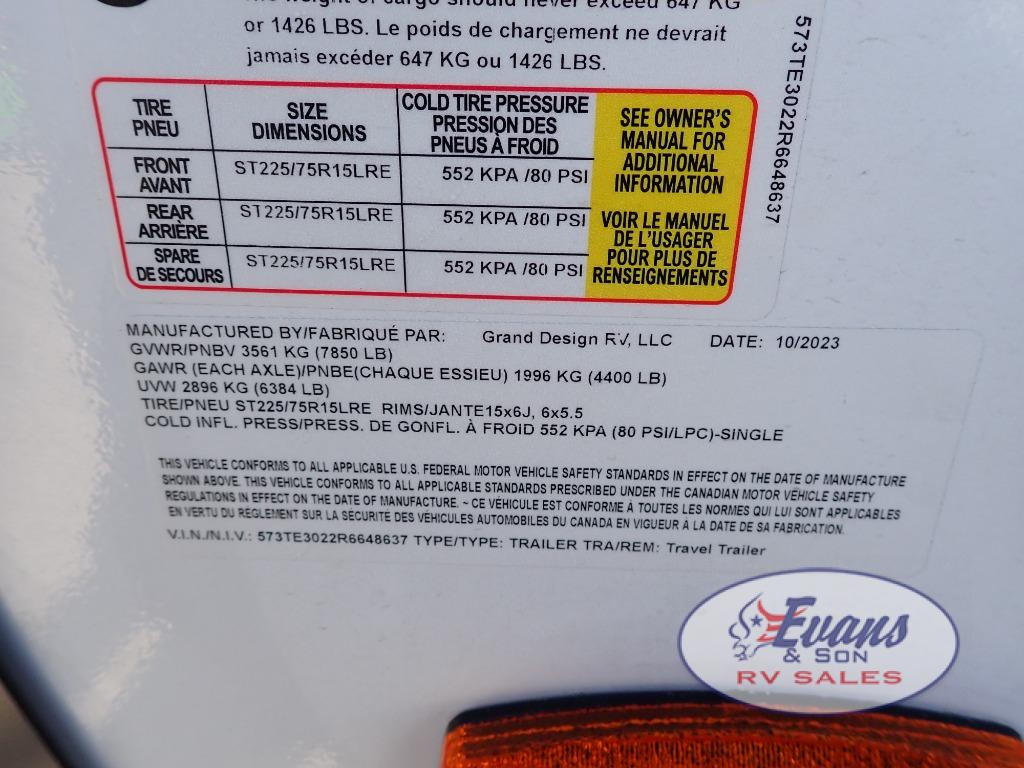 The weight of cargo should never exceed 647 KG
or 1426 LBS. Le poids de chargement ne devrait
jamais excéder 647 KG ou 1426 LBS.
TIRE PNEU
SIZE DIMENSIONS
COLD TIRE PRESSURE PRESSION DES PNEUS À FROID
SEE OWNER'S
MANUAL FOR
ADDITIONAL
INFORMATION
VOIR LE MANUEL
DE L'USAGER
POUR PLUS DE
RENSEIGNEMENTS
FRONT AVANT ST225/75R15LRE 552 KPA /80 PSI
REAR ARRIÈRE ST225/75R15LRE 552 KPA /80 PSI
SPARE DE SECOURS ST225/75R15LRE 552 KPA /80 PSI
573TE3022R6648637
MANUFACTURED BY/FABRIQUÉ PAR: Grand Design RV, LLC DATE: 10/2023
GVWR/PNBV 3561 KG (7850 LB)
GAWR (EACH AXLE)/PNBE(CHAQUE ESSIEU) 1996 KG (4400 LB)
UVW 2896 KG (6384 LB)
TIRE/PNEU ST225/75R15LRE RIMS/JANTE15x6J, 6x5.5
COLD INFL. PRESS/PRESS. DE GONFL. À FROID 552 KPA (80 PSI/LPC)-SINGLE
THIS VEHICLE CONFORMS TO ALL APPLICABLE U.S. FEDERAL MOTOR VEHICLE SAFETY STANDARDS IN EFFECT ON THE DATE OF MANUFACTURE
SHOWN ABOVE. THIS VEHICLE CONFORMS TO ALL APPLICABLE STANDARDS PRESCRIBED UNDER THE CANADIAN MOTOR VEHICLE SAFETY
REGULATIONS IN EFFECT ON THE DATE OF MANUFACTURE. ~ CE VÉHICULE EST CONFORME À TOUTES LES NORMES QUI LUI SONT APPLICABLES
EN VERTU DU RÈGLEMENT SUR LA SÉCURITÉ DES VÉHICULES AUTOMOBILES DU CANADA EN VIGUEUR À LA DATE DE SA FABRICATION.
V.I.N./N.I.V.: 573TE3022R6648637 TYPE/TYPE: TRAILER TRA/REM: Travel Trailer
Evans
& SON
RV SALES